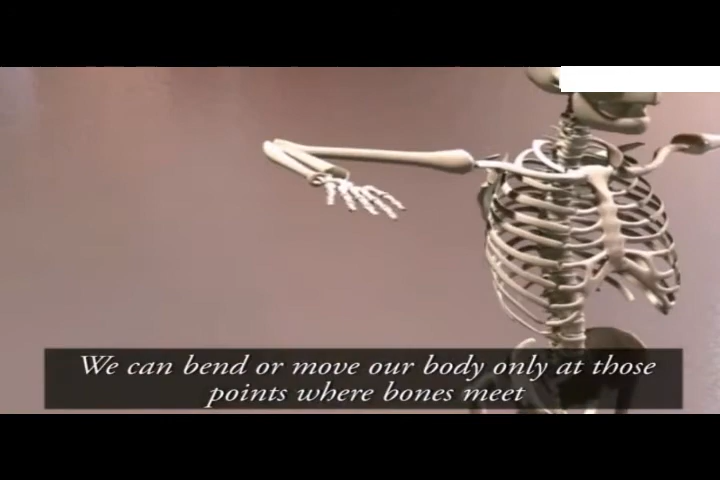 We can bend or move our body only at those
points where bones meet